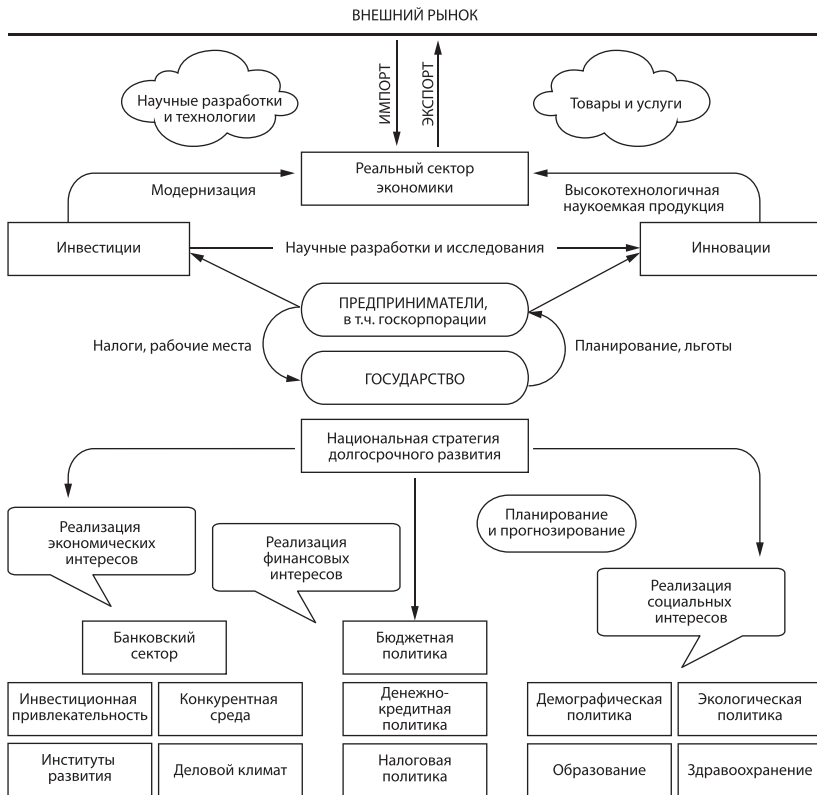 ВНЕШНИЙ РЫНОК
Научные разработки
и технологии
ИМПОРТ
ЭКСПОРТ
Товары и услуги
Реальный сектор
экономики
Модернизация
Высокотехнологичная
наукоемкая продукция
Инвестиции
Научные разработки и исследования
Инновации
ПРЕДПРИНИМАТЕЛИ,
в т.ч. госкорпорации
Налоги, рабочие места
Планирование, льготы
ГОСУДАРСТВО
Национальная стратегия
долгосрочного развития
Реализация
экономических
интересов
Реализация
финансовых
интересов
Планирование
и прогнозирование
Реализация
социальных
интересов
Банковский
сектор
Бюджетная
политика
Инвестиционная
привлекательность
Конкурентная
среда
Денежно-
кредитная
политика
Демографическая
политика
Экологическая
политика
Институты
развития
Деловой климат
Налоговая
политика
Образование
Здравоохранение